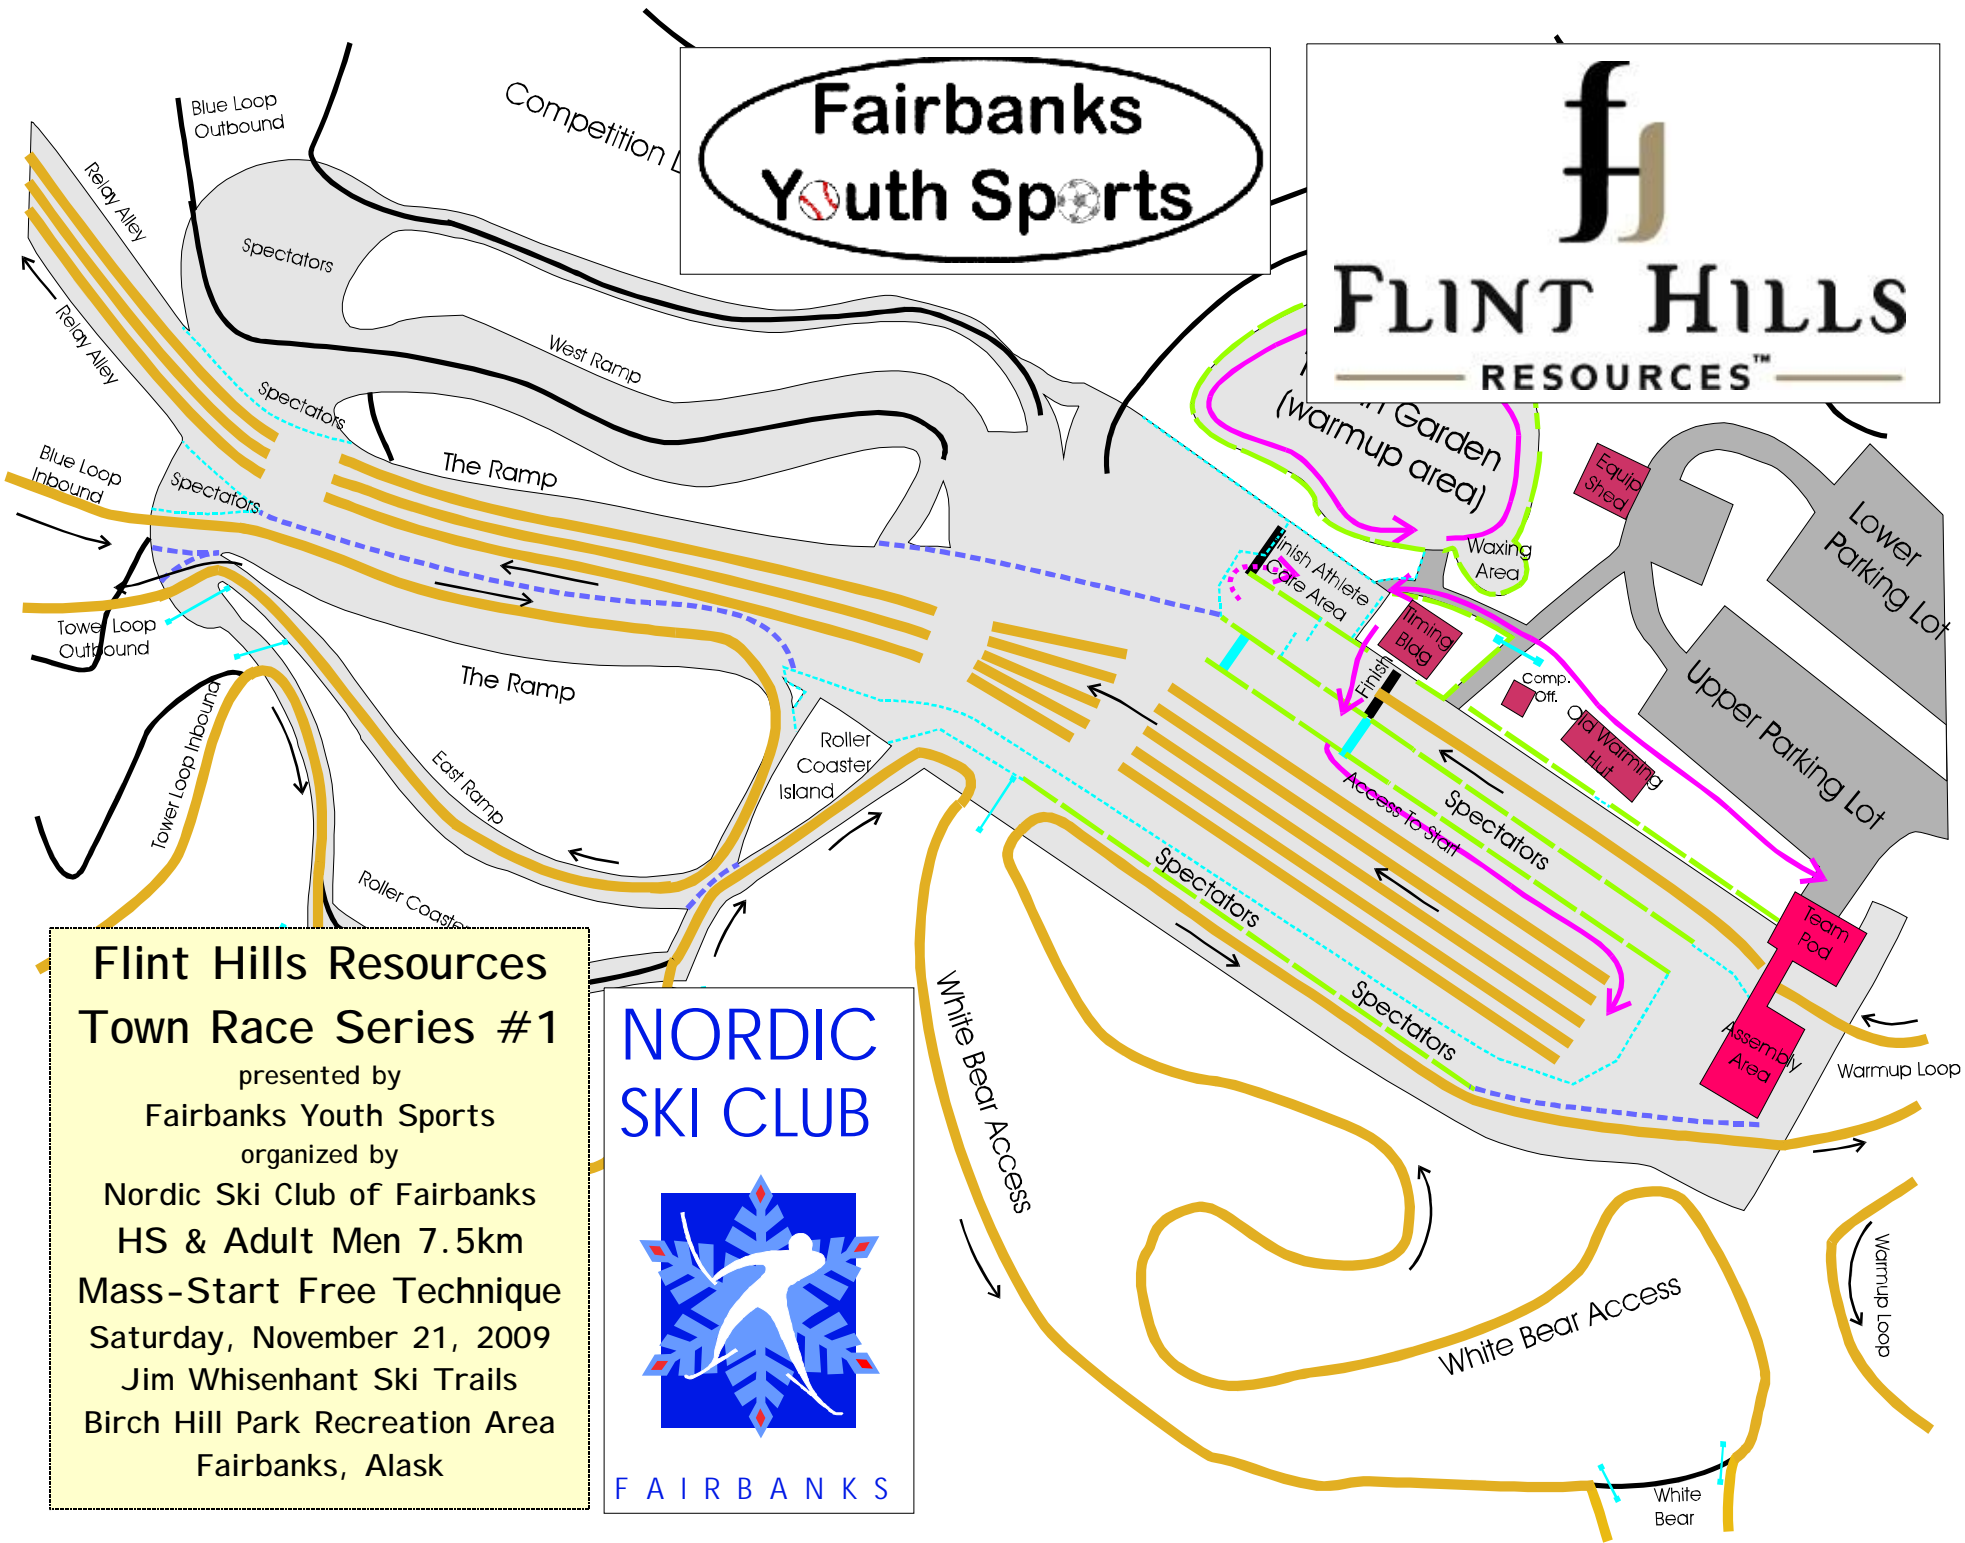 Blue Loop
Outbound
Competition
Fairbanks
Youth Sports
FLINT HILLS
RESOURCES™
Relay Alley
Spectators
Relay Alley
West Ramp
Spectators
Garden
(warmup area)
Equip
Shed
Lower
Parking Lot
Blue Loop
Inbound
Spectators
The Ramp
Finish Athlete
Care Area
Waxing
Area
Timing
Bldg
Tower Loop
Outbound
The Ramp
Finish
Comp.
Off.
Old Warming
Hut
Upper Parking Lot
Tower Loop Inbound
East Ramp
Roller
Coaster
Island
Access To Start
Spectators
Spectators
Spectators
Roller Coaster
Team
Pod
Assembly
Area
Warmup Loop
White Bear Access
White Bear Access
Warmup Loop
White
Bear
Flint Hills Resources
Town Race Series #1
presented by
Fairbanks Youth Sports
organized by
Nordic Ski Club of Fairbanks
HS & Adult Men 7.5km
Mass-Start Free Technique
Saturday, November 21, 2009
Jim Whisenhant Ski Trails
Birch Hill Park Recreation Area
Fairbanks, Alask
NORDIC
SKI CLUB
FAIRBANKS